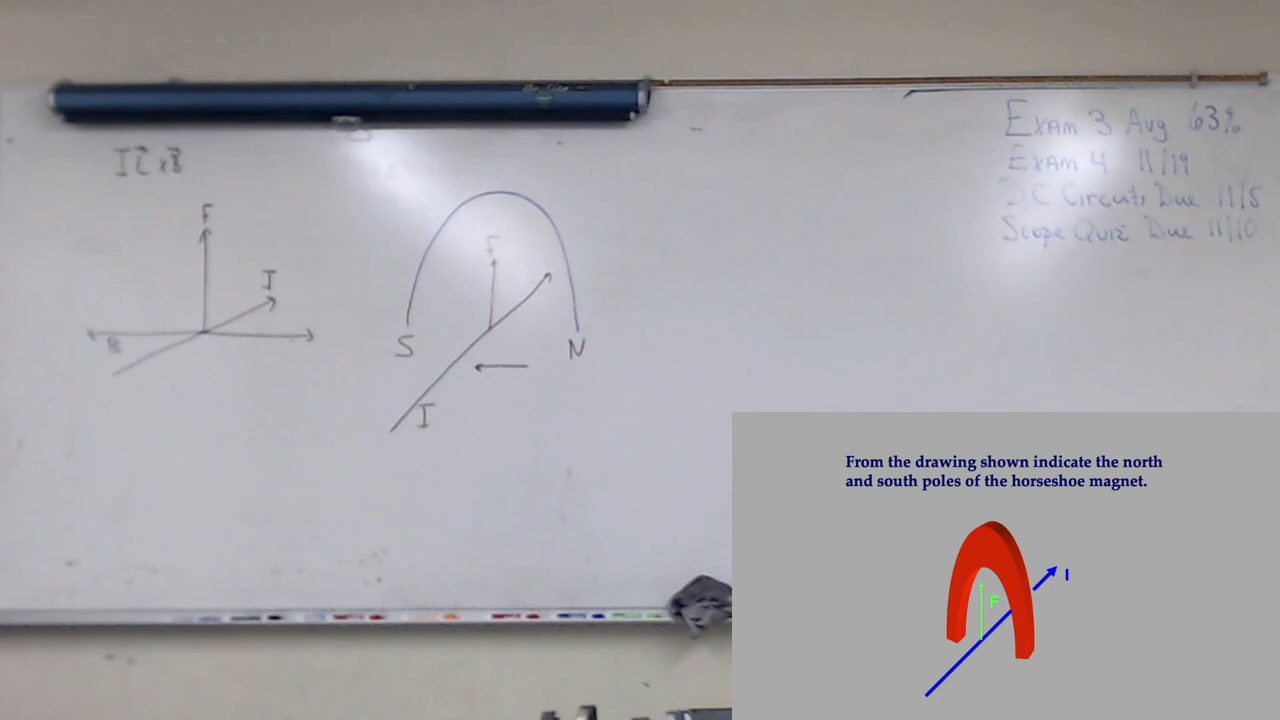 I L x B
F
I
B
F
S
N
I
Exam 3 Avg 63%
Exam 4 11/19
DC Circuits Due 11/5
Scope Quiz Due 11/10
From the drawing shown indicate the north
and south poles of the horseshoe magnet.
F
I